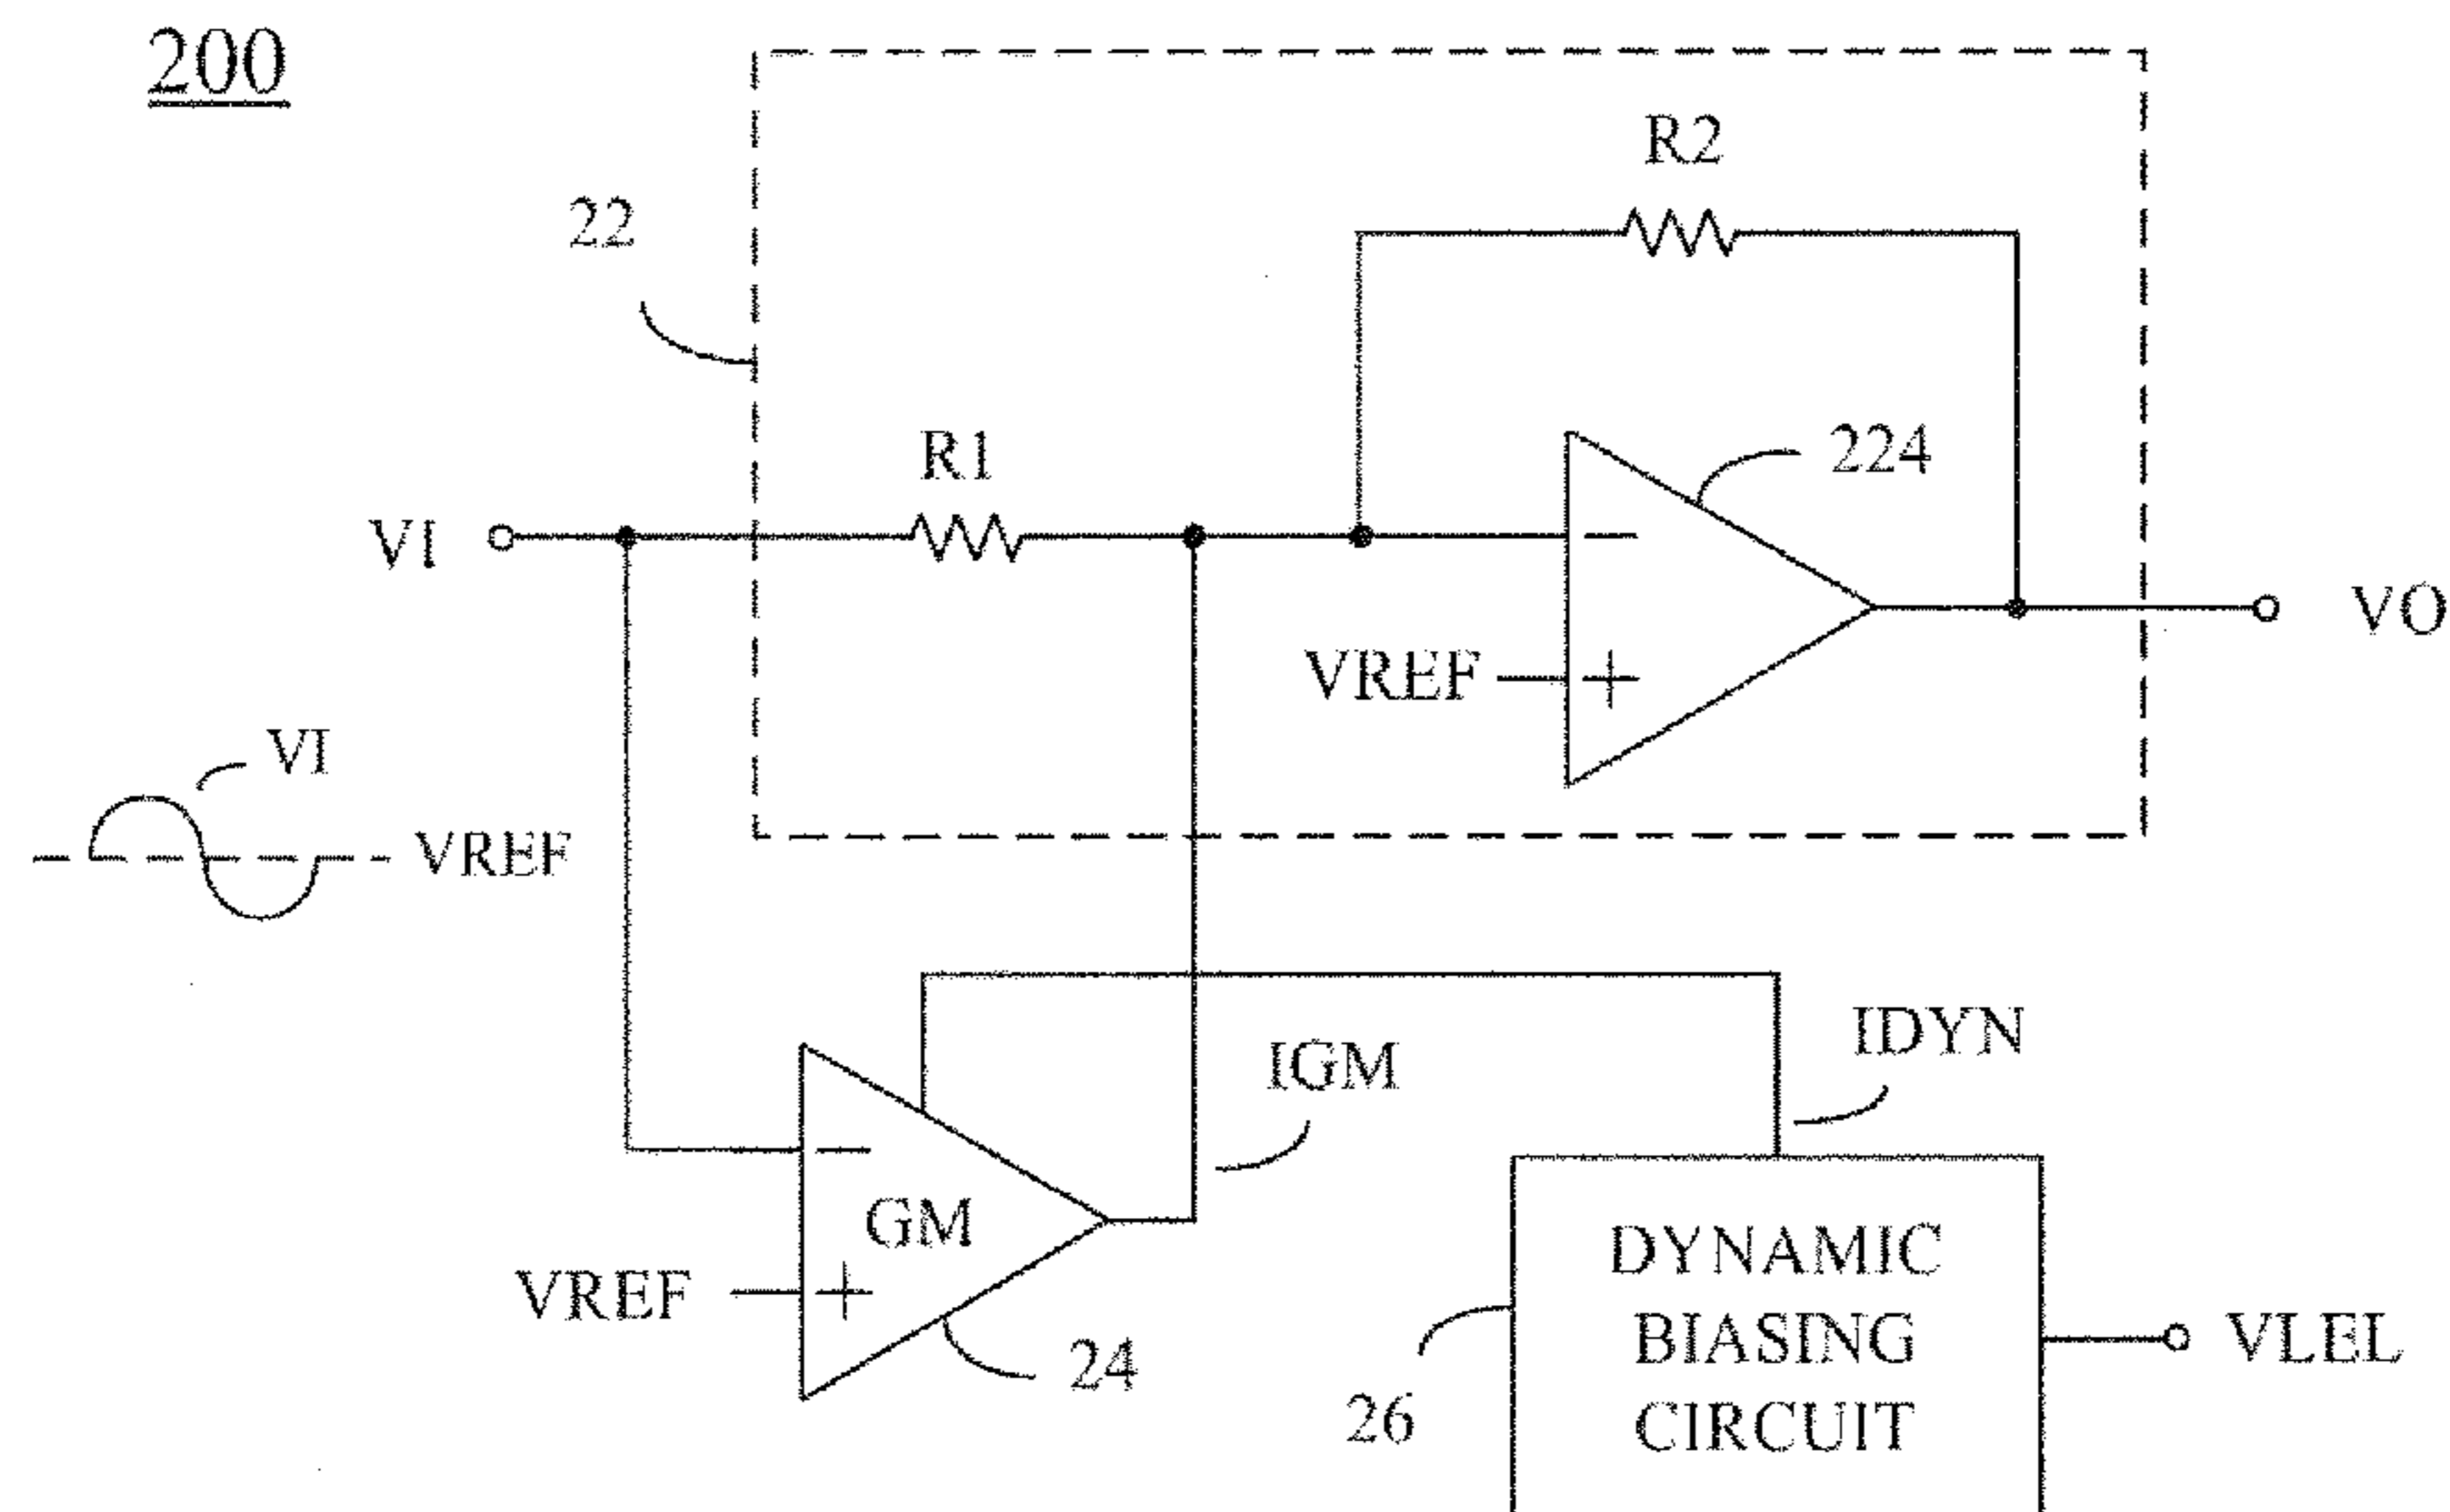 200
R2
22
R1
224
VI
VO
VREF
VI
VREF
IDYN
IGM
GM
DYNAMIC
BIASING
CIRCUIT
VREF
24
VLEL
26